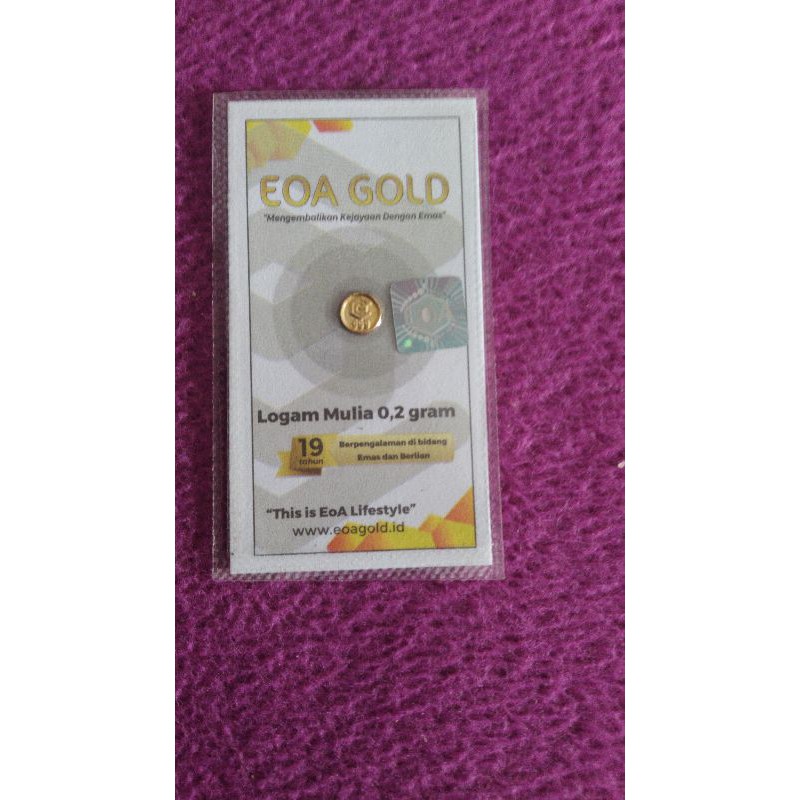 EOA GOLD
"Mengembalikan Kejayaan Dengan Emas"
999
Logam Mulia 0,2 gram
19
tahun
Berpengalaman di bidang
Emas dan Berlian
"This is EoA Lifestyle"
www.eoagold.id